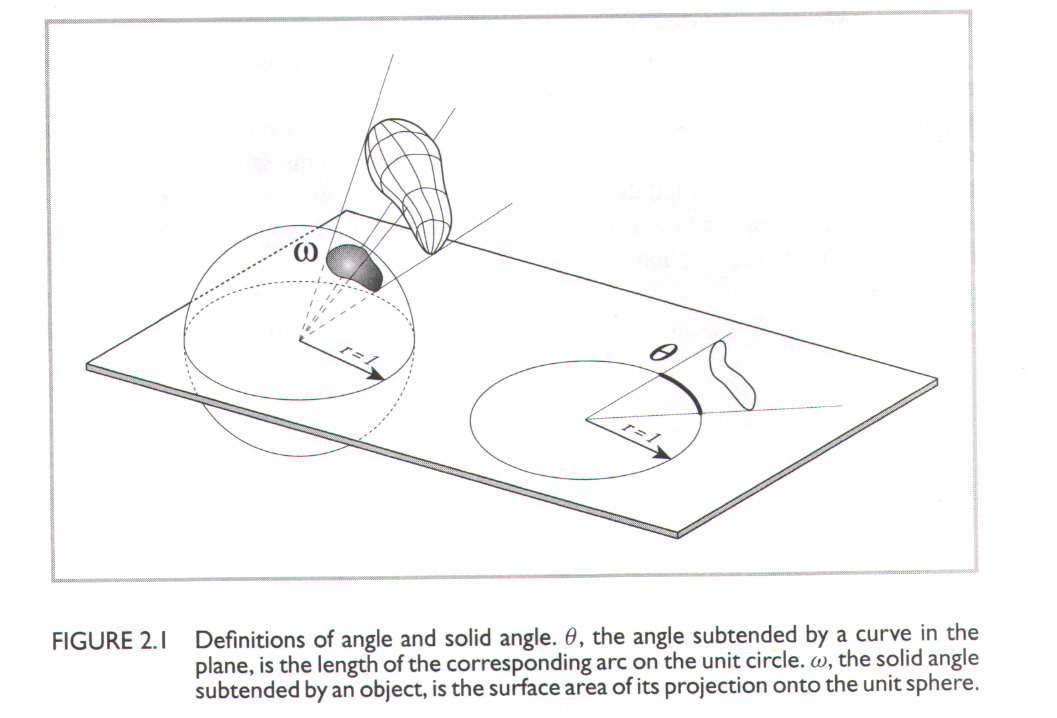 ω
r=1
θ
r=1
FIGURE 2.1 Definitions of angle and solid angle. θ, the angle subtended by a curve in the
plane, is the length of the corresponding arc on the unit circle. ω, the solid angle
subtended by an object, is the surface area of its projection onto the unit sphere.